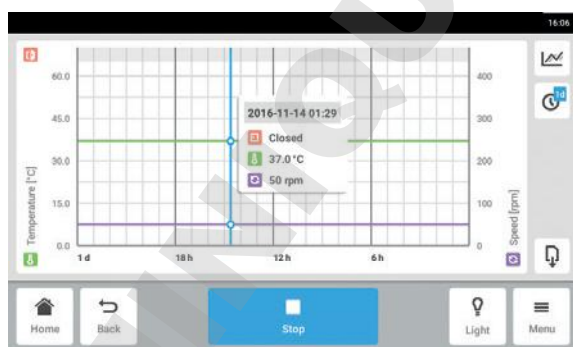 16:06
60.0
400
1d
45.0
2016-11-14 01:29
300
Closed
30.0
37.0 °C
200
50 rpm
Temperature [°C]
Speed [rpm]
15.0
100
0.0
0
1 d
18 h
12 h
6 h
Home
Back
Stop
Light
Menu